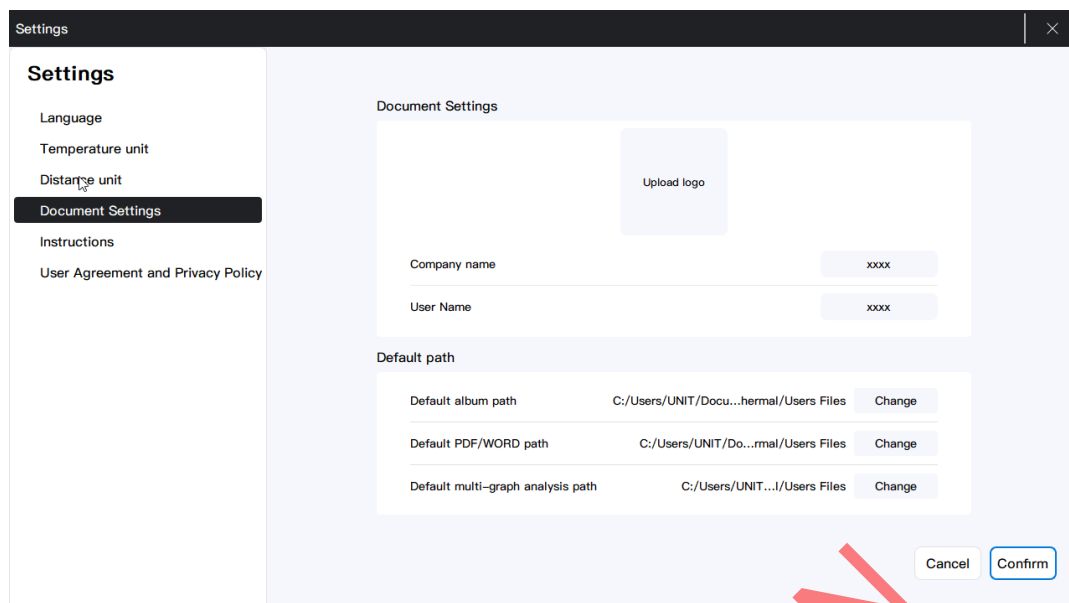 Settings
Settings
Language
Temperature unit
Distance unit
Document Settings
Instructions
User Agreement and Privacy Policy
Document Settings
Upload logo
Company name xxxx
User Name xxxx
Default path
Default album path C:/Users/UNIT/Docu...hermal/Users Files Change
Default PDF/WORD path C:/Users/UNIT/Do...rmal/Users Files Change
Default multi-graph analysis path C:/Users/UNIT...l/Users Files Change
Cancel Confirm